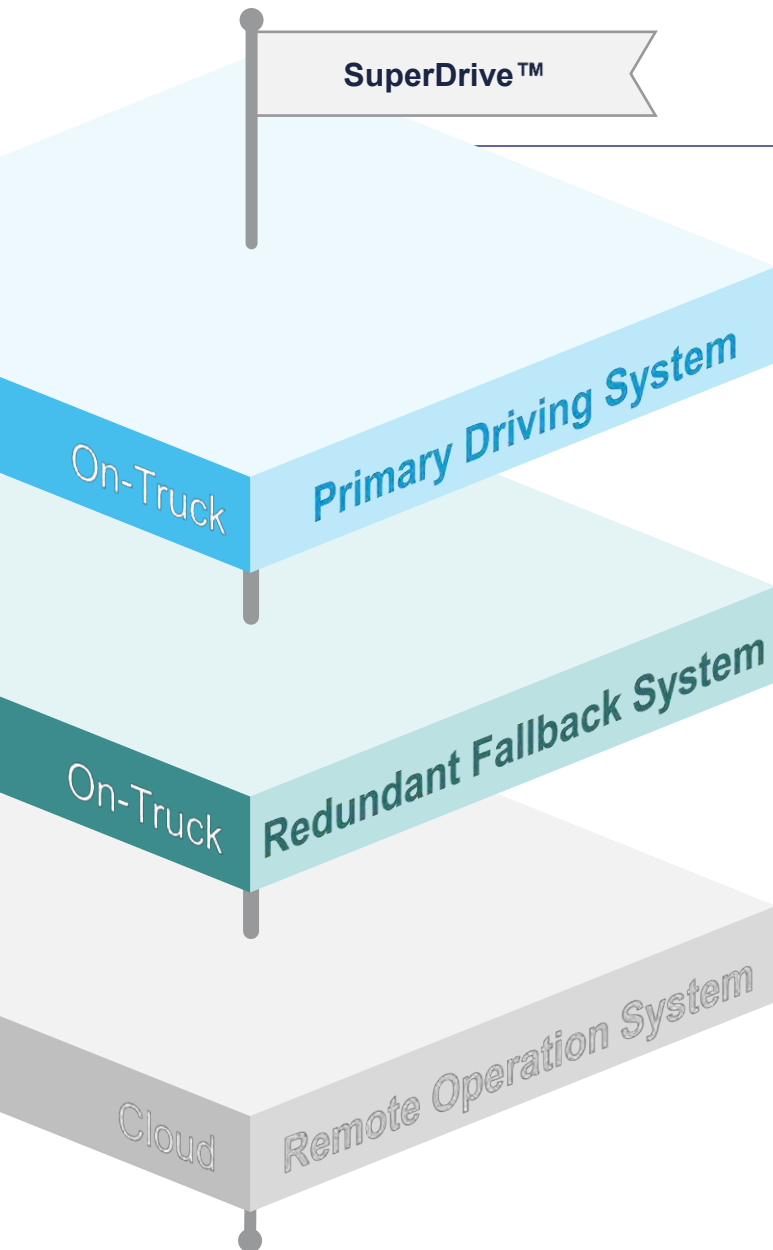 SuperDrive™
On-Truck
Primary Driving System
On-Truck
Redundant Fallback System
Cloud
Remote Operation System